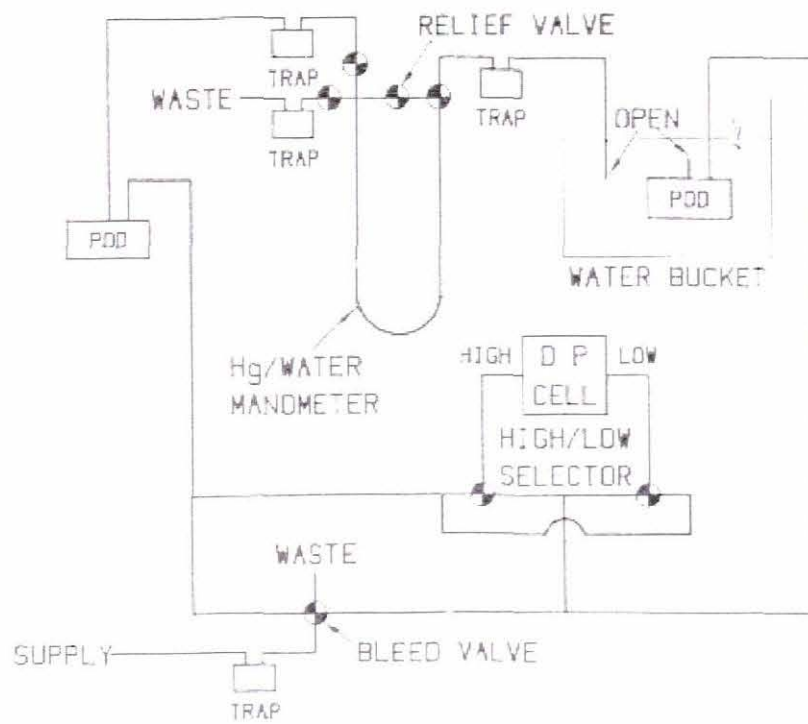 RELIEF VALVE
TRAP
WASTE
TRAP
TRAP
OPEN
POD
POD
WATER BUCKET
Hg/WATER
MANOMETER
HIGH
D P
CELL
LOW
HIGH/LOW
SELECTOR
WASTE
SUPPLY
BLEED VALVE
TRAP